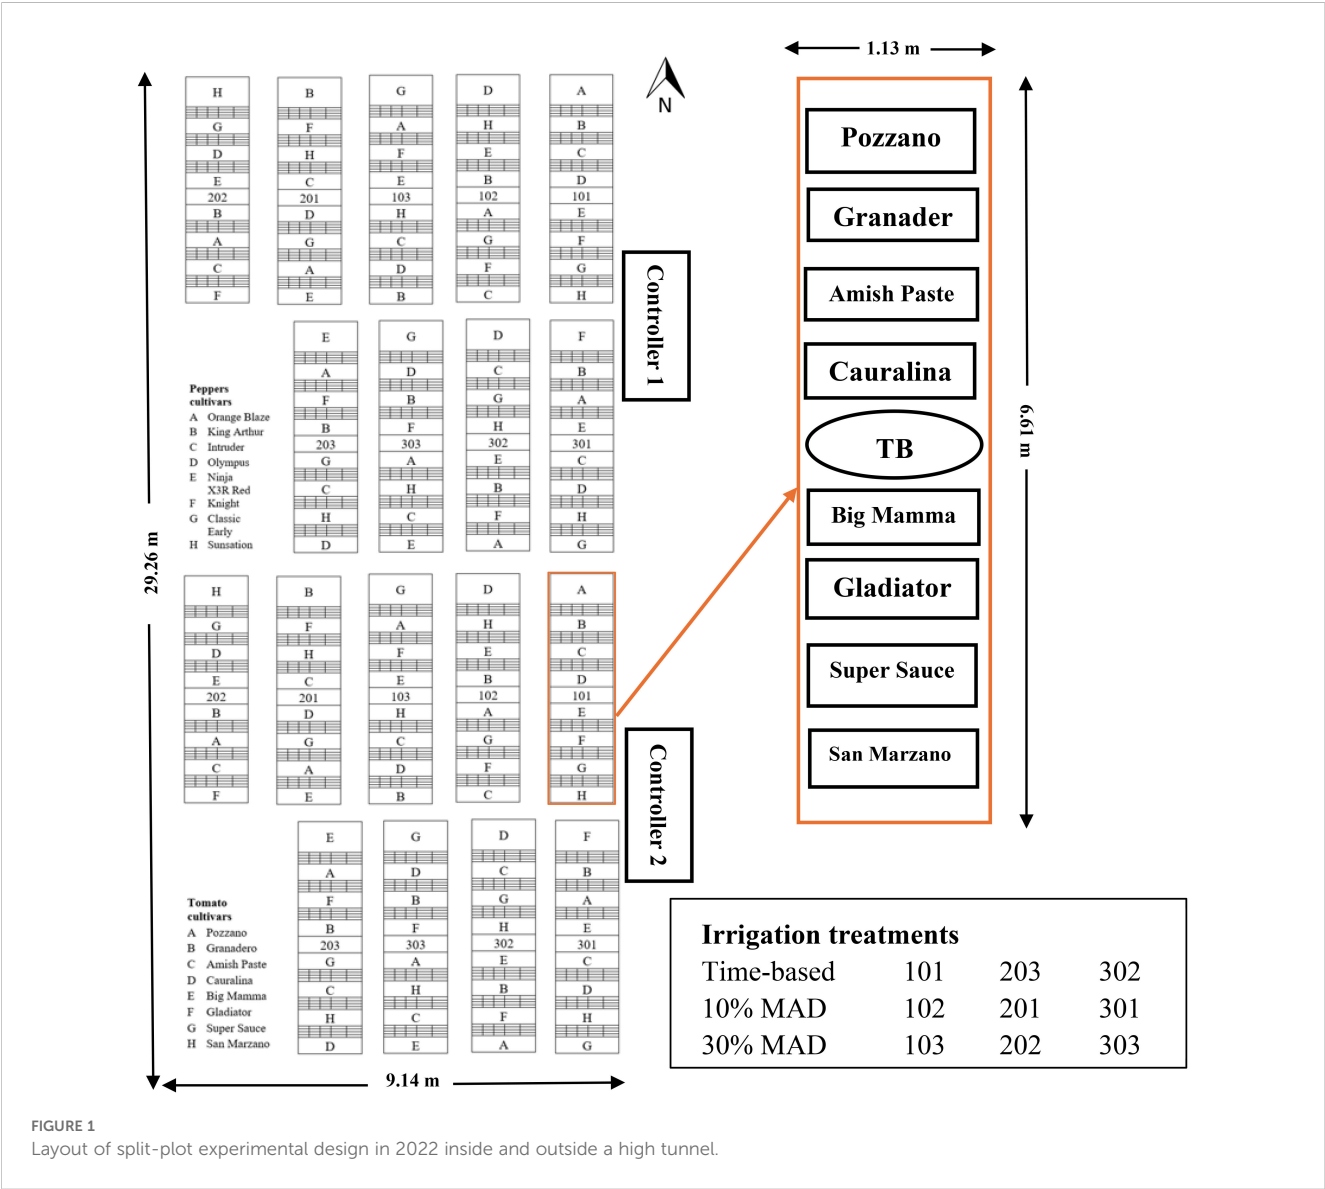 1.13 m
N
H B G D A
G F A H B
D H F E C
E C E B D
202 201 103 102 101
B D H A E
A G C G F
C A D F G
F E B C H
Controller 1
E G D F
A D C B
F B G A
B F H E
203 303 302 301
G A E C
C H B D
H C F H
D E A G
Peppers
cultivars
A Orange Blaze
B King Arthur
C Intruder
D Olympus
E Ninja
X3R Red
F Knight
G Classic
Early
H Sunsation
29.26 m
H B G D A
G F A H B
D H F E C
E C E B D
202 201 103 102 101
B D H A E
A G C G F
C A D F G
F E B C H
Controller 2
E G D F
A D C B
F B G A
B F H E
203 303 302 301
G A E C
C H B D
H C F H
D E A G
Tomato
cultivars
A Pozzano
B Granadero
C Amish Paste
D Cauralina
E Big Mamma
F Gladiator
G Super Sauce
H San Marzano
9.14 m
Pozzano
Granader
Amish Paste
Cauralina
TB
Big Mamma
Gladiator
Super Sauce
San Marzano
6.61 m
Irrigation treatments
Time-based 101 203 302
10% MAD 102 201 301
30% MAD 103 202 303
FIGURE 1
Layout of split-plot experimental design in 2022 inside and outside a high tunnel.